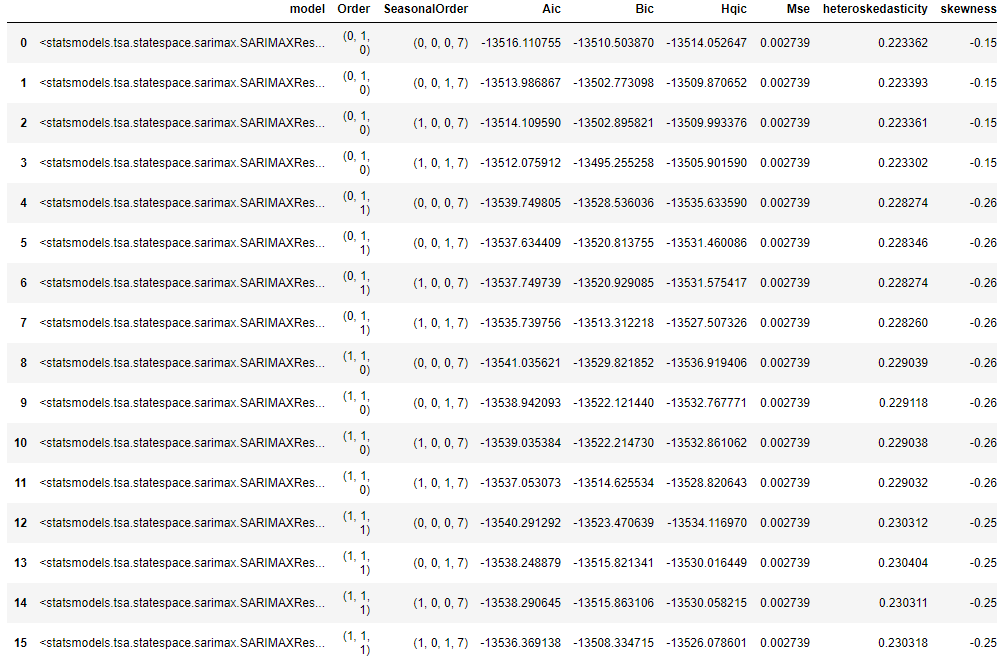 model Order SeasonalOrder Aic Bic Hqic Mse heteroskedasticity skewness
0 <statsmodels.tsa.statespace.sarimax.SARIMAXRes... (0, 1, 0) (0, 0, 0, 7) -13516.110755 -13510.503870 -13514.052647 0.002739 0.223362 -0.15
1 <statsmodels.tsa.statespace.sarimax.SARIMAXRes... (0, 1, 0) (0, 0, 1, 7) -13513.986867 -13502.773098 -13509.870652 0.002739 0.223393 -0.15
2 <statsmodels.tsa.statespace.sarimax.SARIMAXRes... (0, 1, 0) (1, 0, 0, 7) -13514.109590 -13502.895821 -13509.993376 0.002739 0.223361 -0.15
3 <statsmodels.tsa.statespace.sarimax.SARIMAXRes... (0, 1, 0) (1, 0, 1, 7) -13512.075912 -13495.255258 -13505.901590 0.002739 0.223302 -0.15
4 <statsmodels.tsa.statespace.sarimax.SARIMAXRes... (0, 1, 1) (0, 0, 0, 7) -13539.749805 -13528.536036 -13535.633590 0.002739 0.228274 -0.26
5 <statsmodels.tsa.statespace.sarimax.SARIMAXRes... (0, 1, 1) (0, 0, 1, 7) -13537.634409 -13520.813755 -13531.460086 0.002739 0.228346 -0.26
6 <statsmodels.tsa.statespace.sarimax.SARIMAXRes... (0, 1, 1) (1, 0, 0, 7) -13537.749739 -13520.929085 -13531.575417 0.002739 0.228274 -0.26
7 <statsmodels.tsa.statespace.sarimax.SARIMAXRes... (0, 1, 1) (1, 0, 1, 7) -13535.739756 -13513.312218 -13527.507326 0.002739 0.228260 -0.26
8 <statsmodels.tsa.statespace.sarimax.SARIMAXRes... (1, 1, 0) (0, 0, 0, 7) -13541.035621 -13529.821852 -13536.919406 0.002739 0.229039 -0.26
9 <statsmodels.tsa.statespace.sarimax.SARIMAXRes... (1, 1, 0) (0, 0, 1, 7) -13538.942093 -13522.121440 -13532.767771 0.002739 0.229118 -0.26
10 <statsmodels.tsa.statespace.sarimax.SARIMAXRes... (1, 1, 0) (1, 0, 0, 7) -13539.035384 -13522.214730 -13532.861062 0.002739 0.229038 -0.26
11 <statsmodels.tsa.statespace.sarimax.SARIMAXRes... (1, 1, 0) (1, 0, 1, 7) -13537.053073 -13514.625534 -13528.820643 0.002739 0.229032 -0.26
12 <statsmodels.tsa.statespace.sarimax.SARIMAXRes... (1, 1, 1) (0, 0, 0, 7) -13540.291292 -13523.470639 -13534.116970 0.002739 0.230312 -0.25
13 <statsmodels.tsa.statespace.sarimax.SARIMAXRes... (1, 1, 1) (0, 0, 1, 7) -13538.248879 -13515.821341 -13530.016449 0.002739 0.230404 -0.25
14 <statsmodels.tsa.statespace.sarimax.SARIMAXRes... (1, 1, 1) (1, 0, 0, 7) -13538.290645 -13515.863106 -13530.058215 0.002739 0.230311 -0.25
15 <statsmodels.tsa.statespace.sarimax.SARIMAXRes... (1, 1, 1) (1, 0, 1, 7) -13536.369138 -13508.334715 -13526.078601 0.002739 0.230318 -0.25